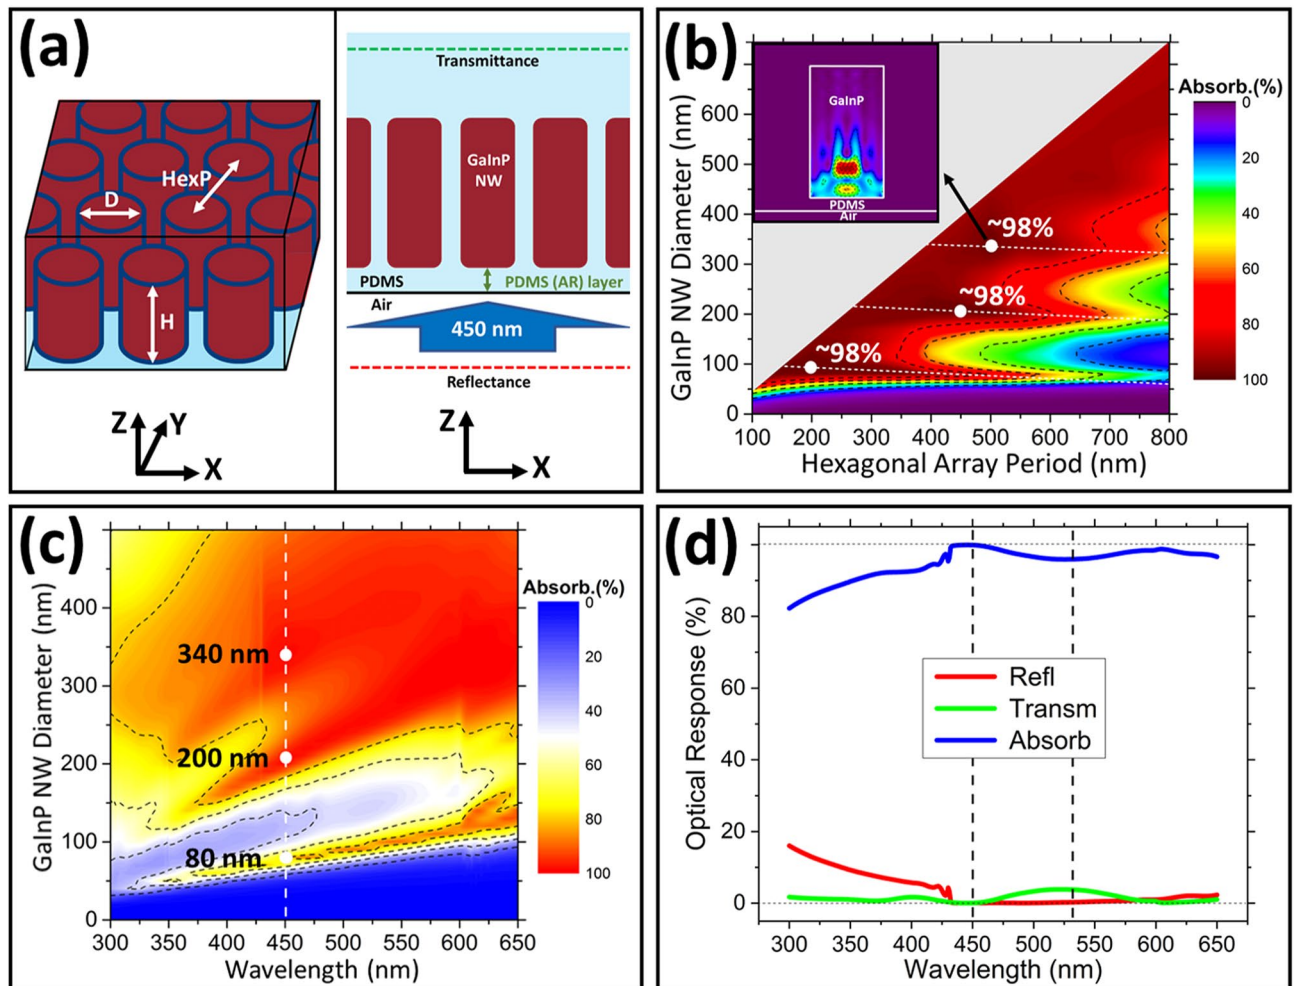 (a)
HexP
D
H
Z
Y
X
Transmittance
GaInP
NW
PDMS
PDMS (AR) layer
Air
450 nm
Reflectance
Z
X
(b)
GaInP NW Diameter (nm)
600
500
400
300
200
100
0
GaInP
PDMS
Air
~98%
~98%
~98%
100 200 300 400 500 600 700 800
Hexagonal Array Period (nm)
Absorb.(%)
0
20
40
60
80
100
(c)
GaInP NW Diameter (nm)
400
300
200
100
0
340 nm
200 nm
80 nm
300 350 400 450 500 550 600 650
Wavelength (nm)
Absorb.(%)
0
20
40
60
80
100
(d)
Optical Response (%)
80
60
40
20
0
Refl
Transm
Absorb
300 350 400 450 500 550 600 650
Wavelength (nm)